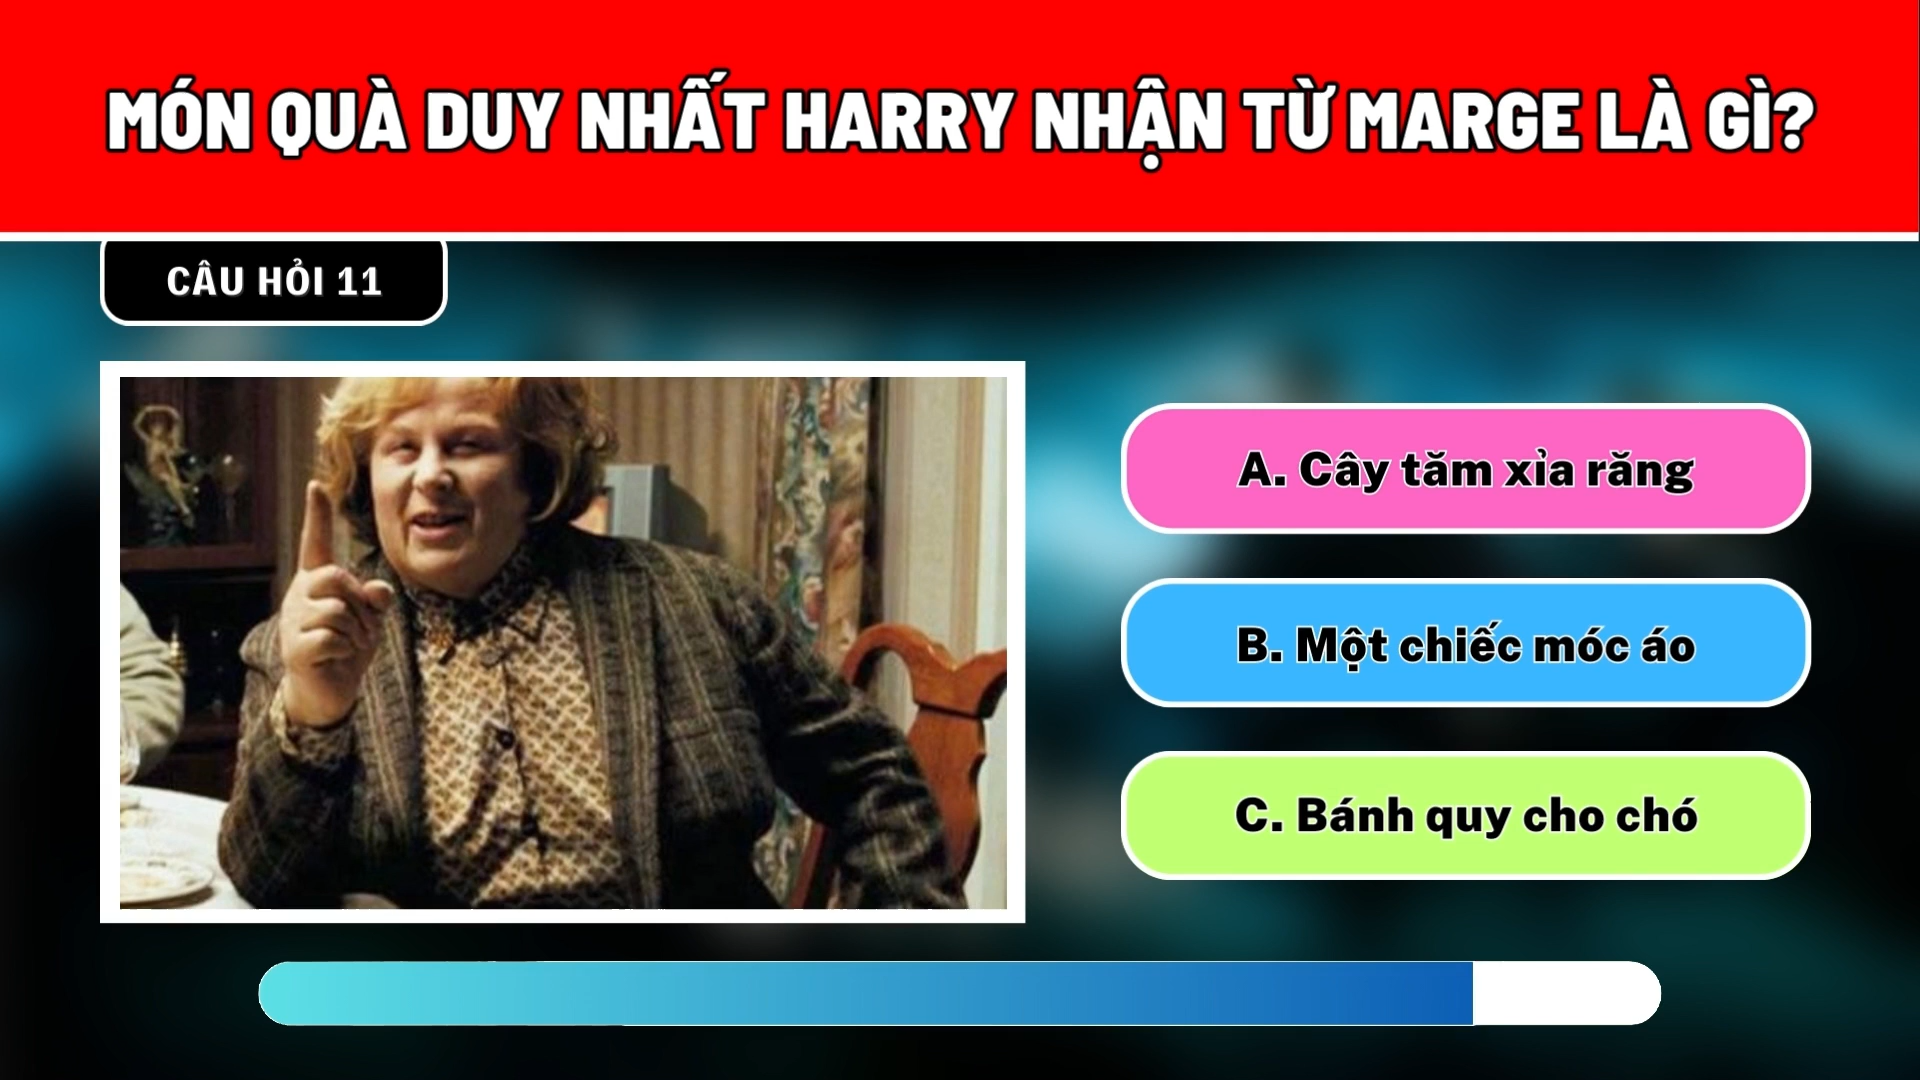 MÓN QUÀ DUY NHẤT HARRY NHẬN TỪ MARGE LÀ GÌ?
CÂU HỎI 11
A. Cây tăm xỉa răng
B. Một chiếc móc áo
C. Bánh quy cho chó